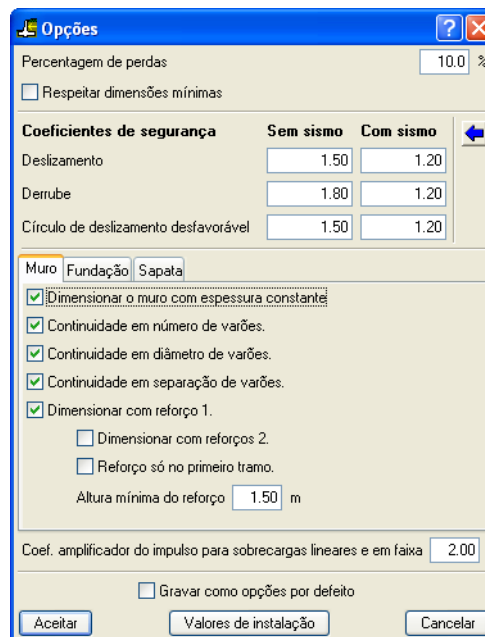 Opções
Percentagem de perdas 10.0 %
Respeitar dimensões mínimas
Coeficientes de segurança Sem sismo Com sismo
Deslizamento 1.50 1.20
Derrube 1.80 1.20
Círculo de deslizamento desfavorável 1.50 1.20
Muro Fundação Sapata
Dimensionar o muro com espessura constante
Continuidade em número de varões.
Continuidade em diâmetro de varões.
Continuidade em separação de varões.
Dimensionar com reforço 1.
Dimensionar com reforços 2.
Reforço só no primeiro tramo.
Altura mínima do reforço 1.50 m
Coef. amplificador do impulso para sobrecargas lineares e em faixa 2.00
Gravar como opções por defeito
Aceitar Valores de instalação Cancelar